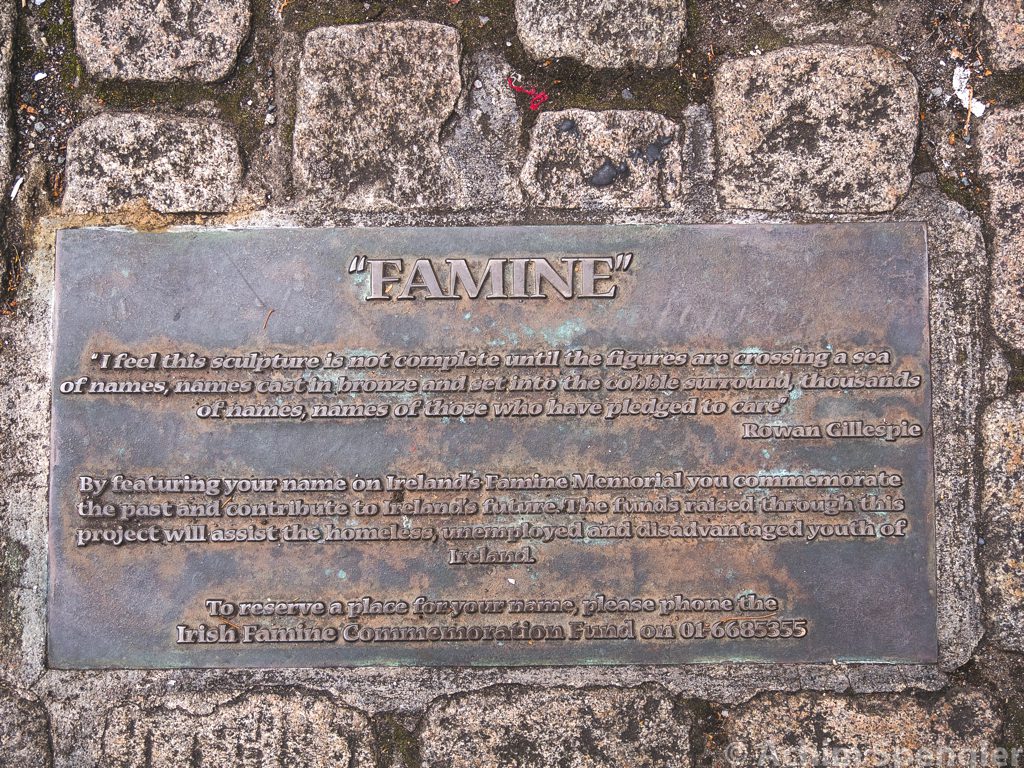 "FAMINE"
'I feel this sculpture is not complete until the figures are crossing a sea
of names, names cast in bronze and set into the cobble surround, thousands
of names, names of those who have pledged to care'
Rowan Gillespie
By featuring your name on Ireland's Famine Memorial you commemorate
the past and contribute to Ireland's future. The funds raised through this
project will assist the homeless, unemployed and disadvantaged youth of
Ireland.
To reserve a place for your name, please phone the
Irish Famine Commemoration Fund on 01-6685355
© Achim Spengler